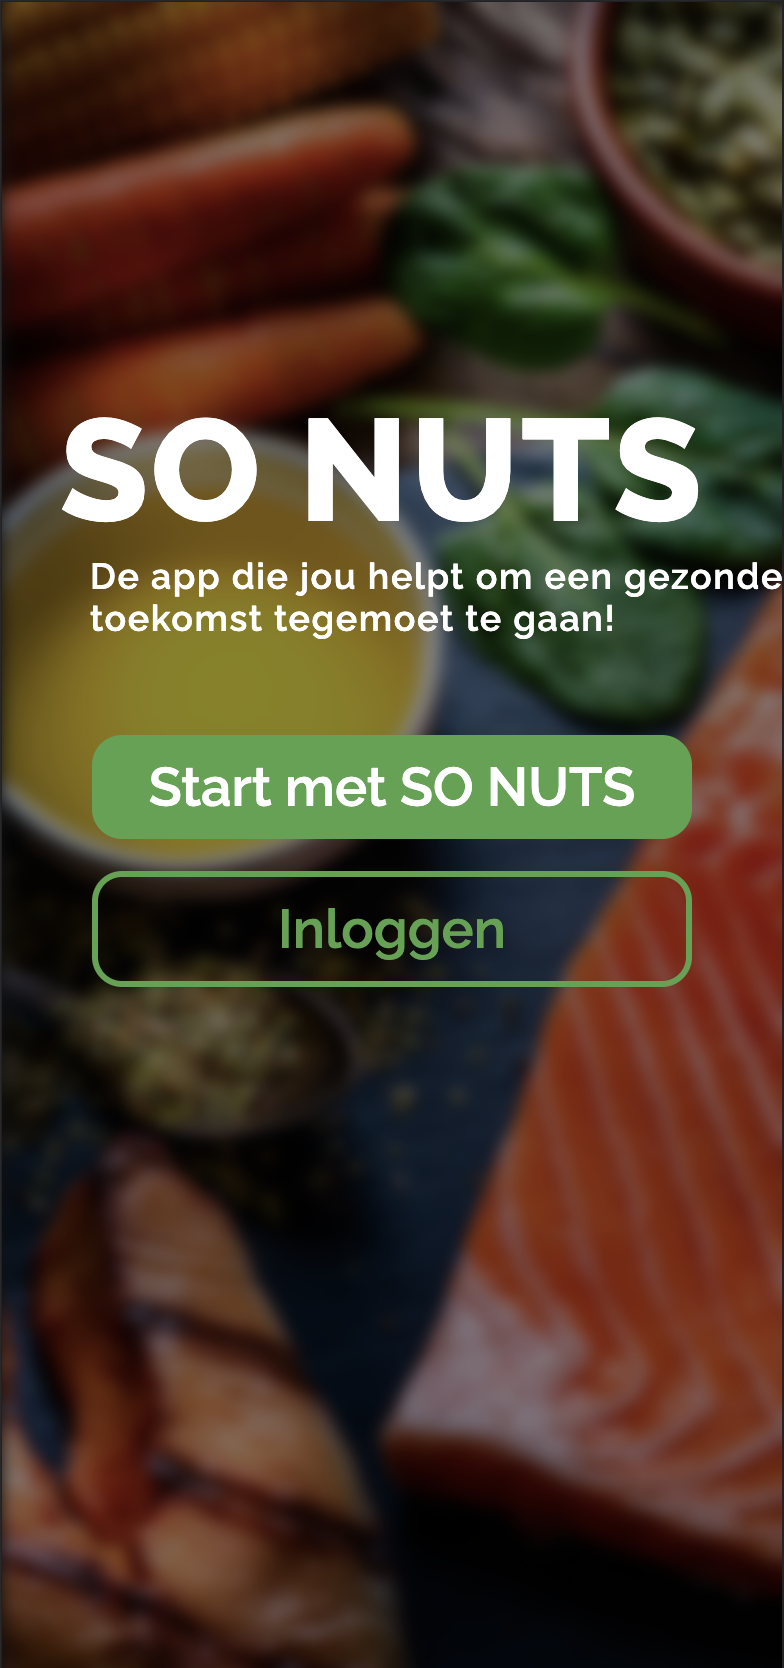 SO NUTS
De app die jou helpt om een gezonde
toekomst tegemoet te gaan!
Start met SO NUTS
Inloggen